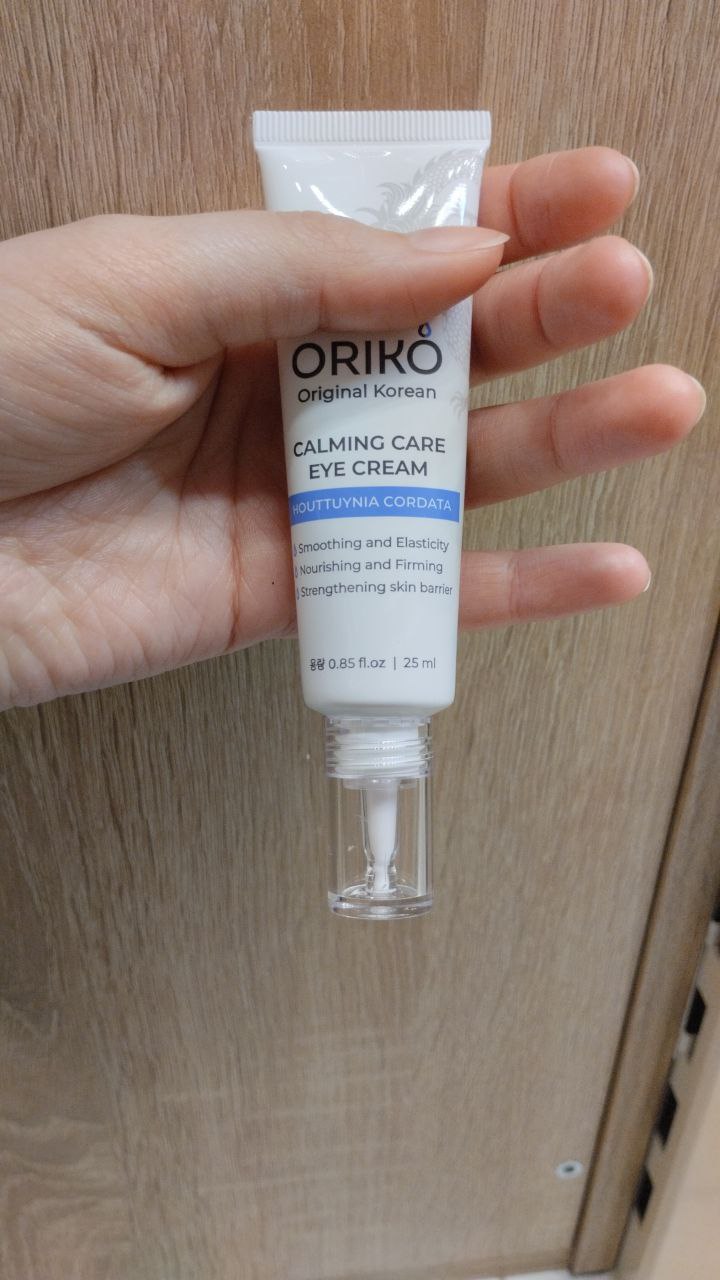 ORIKO
Original Korean
CALMING CARE
EYE CREAM
HOUTTUYNIA CORDATA
Smoothing and Elasticity
Nourishing and Firming
Strengthening skin barrier
용량 0.85 fl.oz | 25 ml